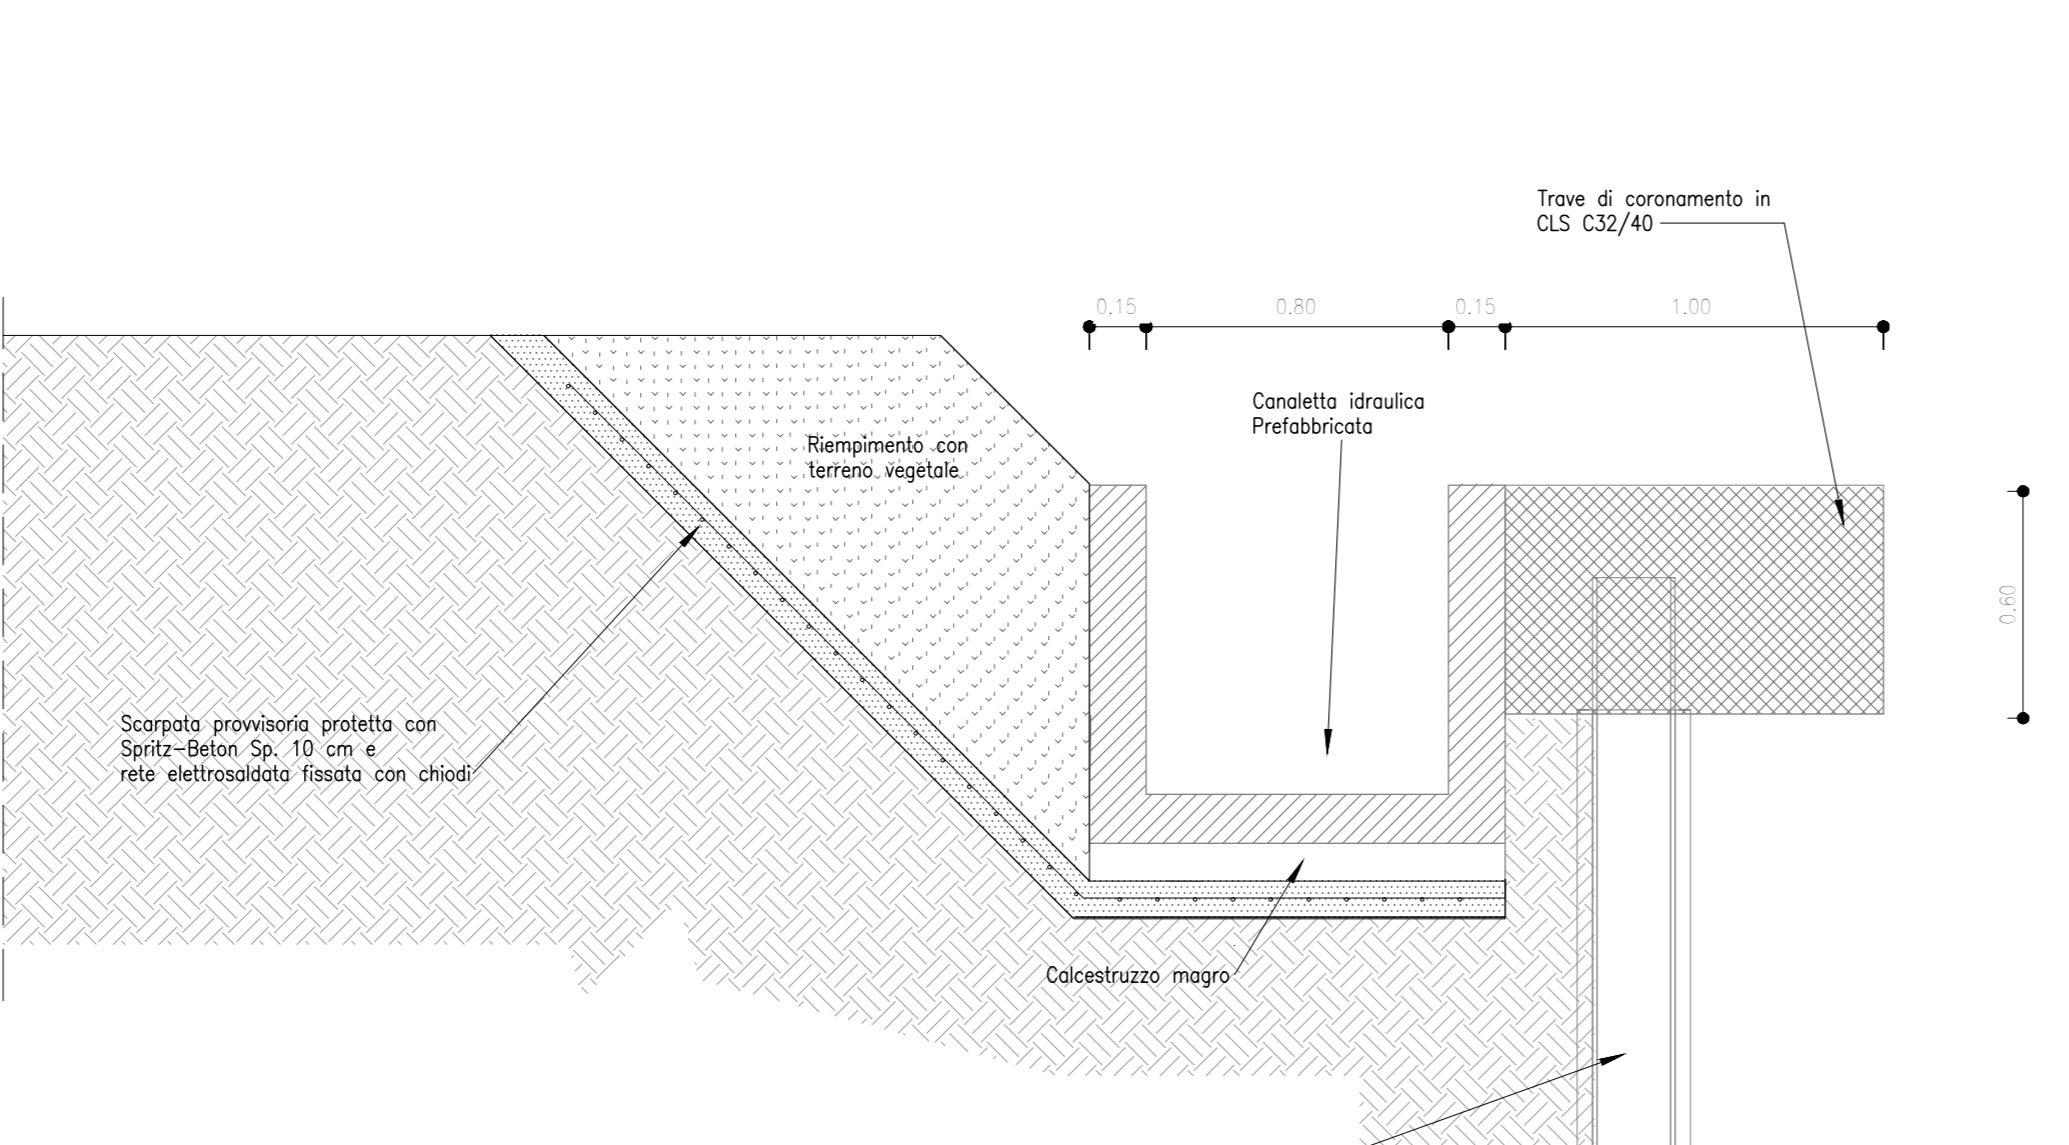 Trave di coronamento in
CLS C32/40
0.15 0.80 0.15 1.00
Canaletta idraulica
Prefabbricata
Riempimento con
terreno vegetale
0.60
Scarpata provvisoria protetta con
Spritz-Beton Sp. 10 cm e
rete elettrosaldata fissata con chiodi
Calcestruzzo magro